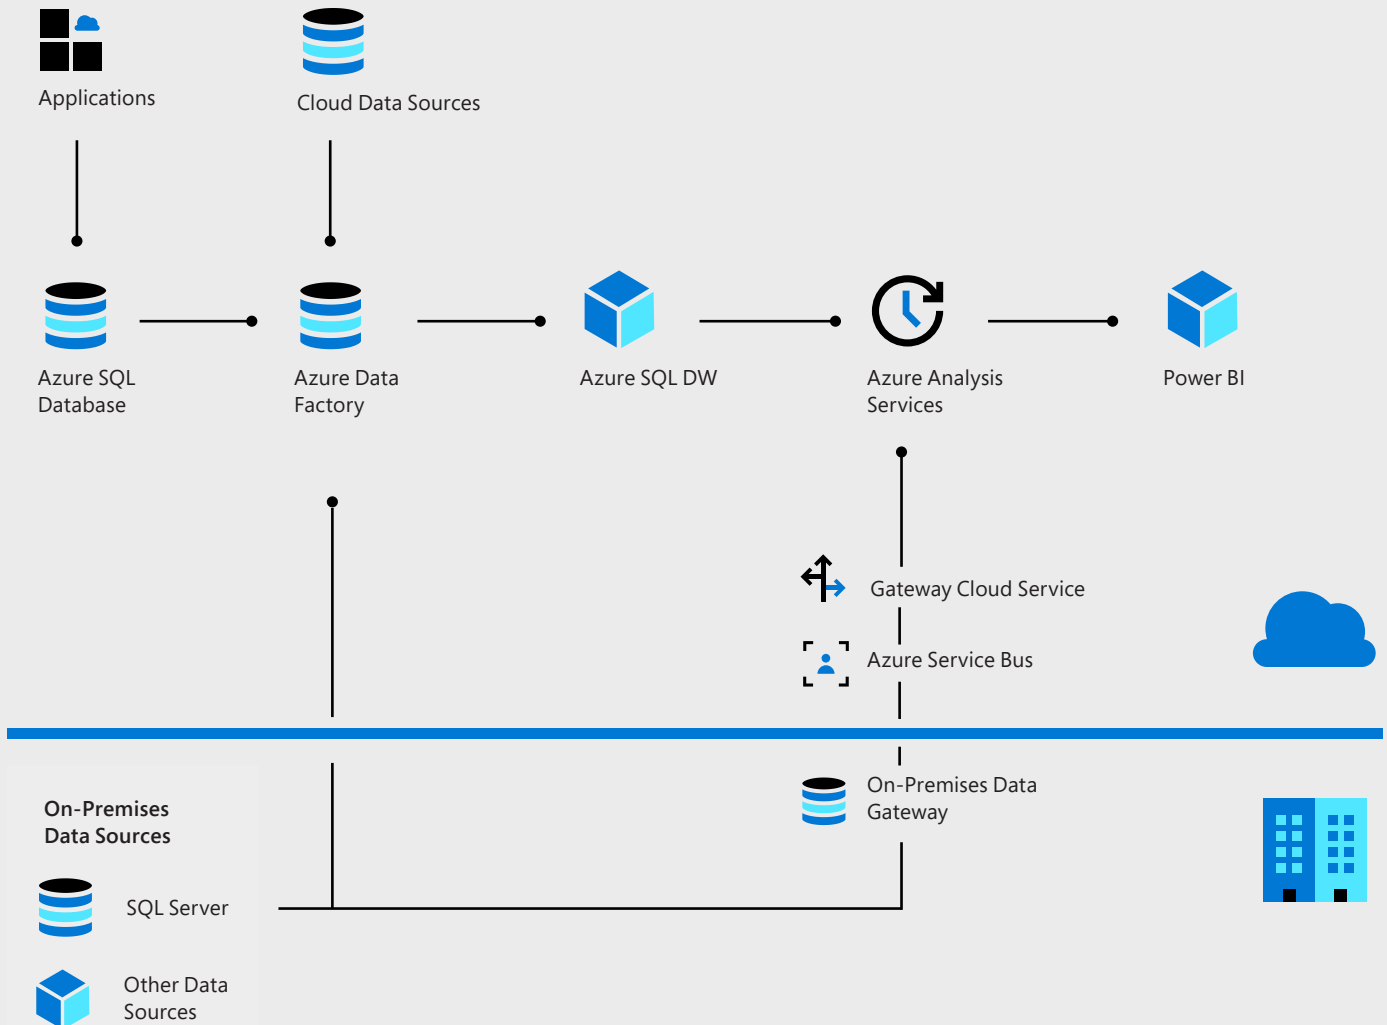 Applications
Cloud Data Sources
Azure SQL
Database
Azure Data
Factory
Azure SQL DW
Azure Analysis
Services
Power BI
Gateway Cloud Service
Azure Service Bus
On-Premises Data
Gateway
On-Premises
Data Sources
SQL Server
Other Data
Sources